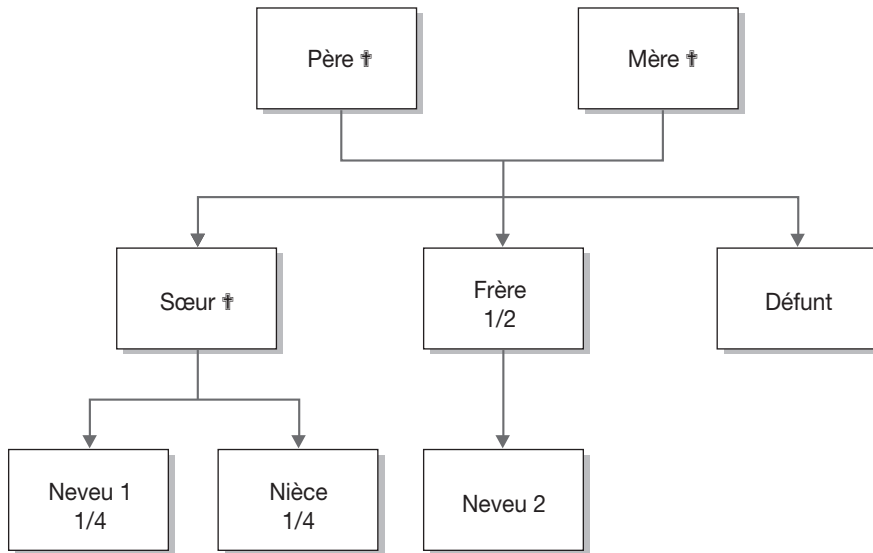 Père ✟
Mère ✟
Sœur ✟
Frère
1/2
Défunt
Neveu 1
1/4
Nièce
1/4
Neveu 2